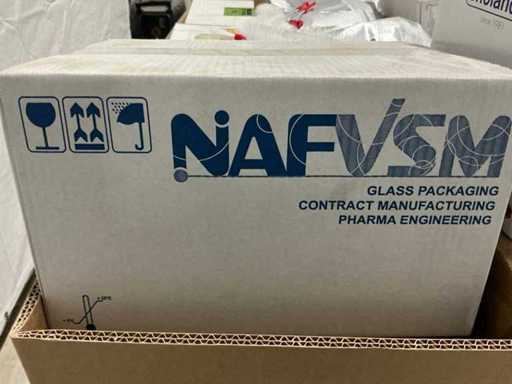 NAFVSM
GLASS PACKAGING
CONTRACT MANUFACTURING
PHARMA ENGINEERING